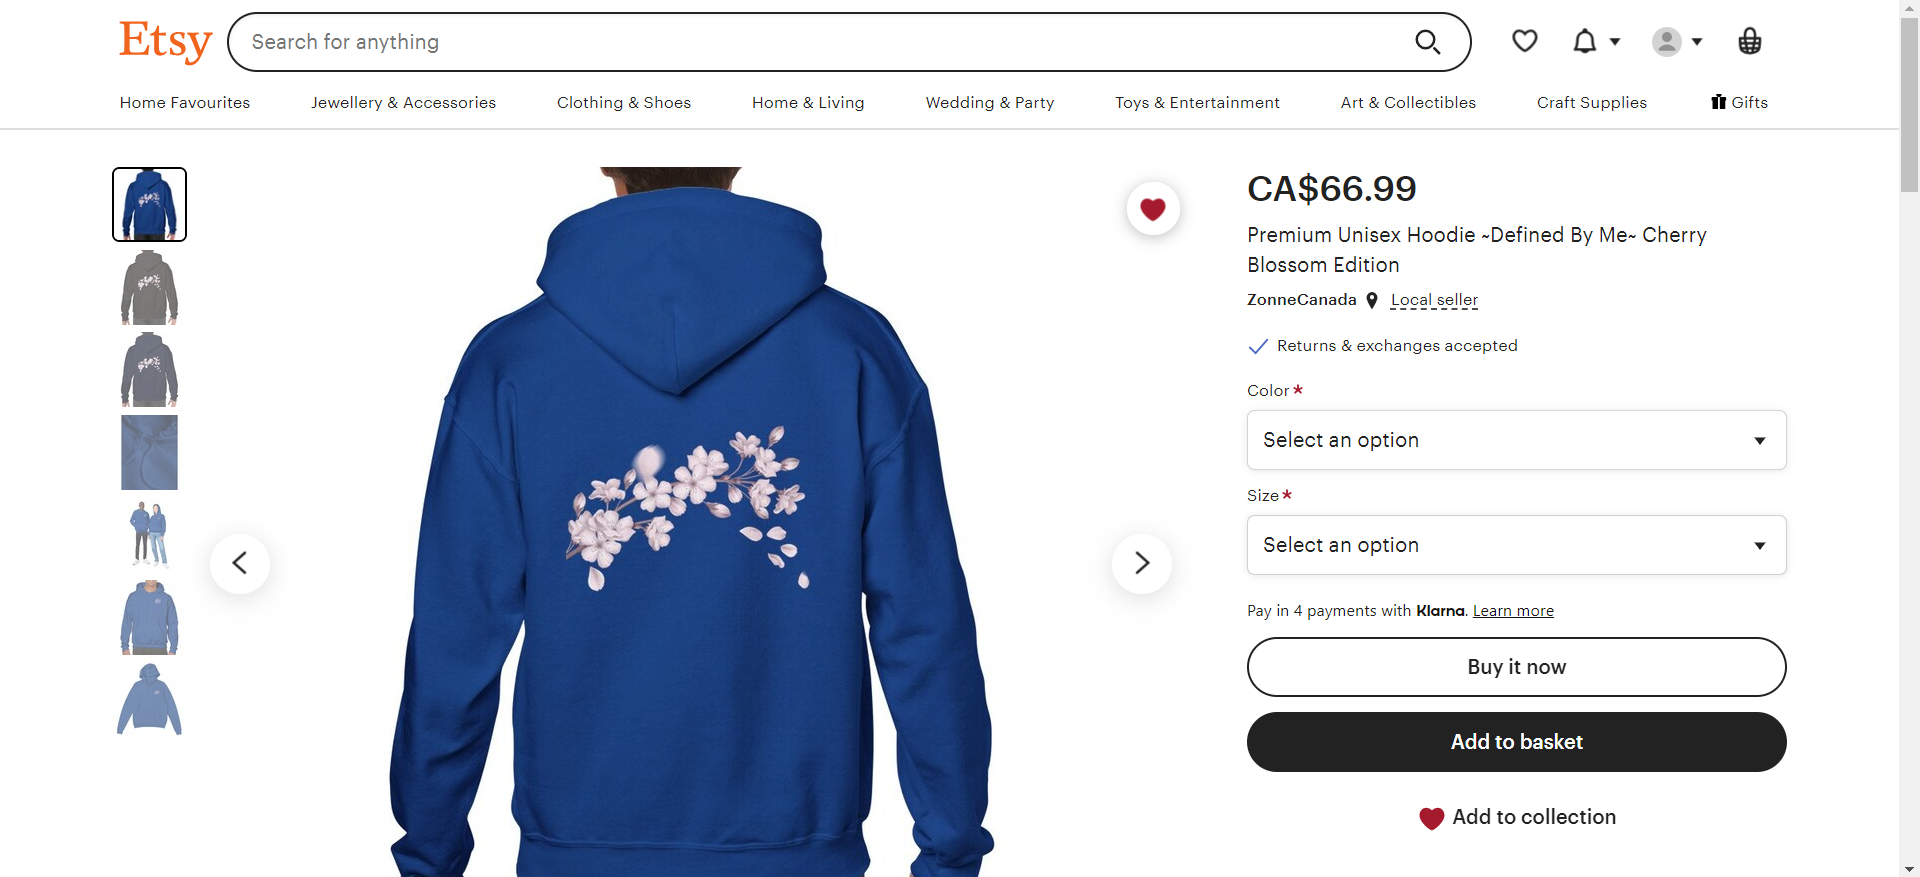 Etsy
Search for anything
Home Favourites
Jewellery & Accessories
Clothing & Shoes
Home & Living
Wedding & Party
Toys & Entertainment
Art & Collectibles
Craft Supplies
Gifts
CA$66.99
Premium Unisex Hoodie ~Defined By Me~ Cherry
Blossom Edition
ZonneCanada Local seller
Returns & exchanges accepted
Color *
Select an option
Size *
Select an option
Pay in 4 payments with Klarna. Learn more
Buy it now
Add to basket
Add to collection